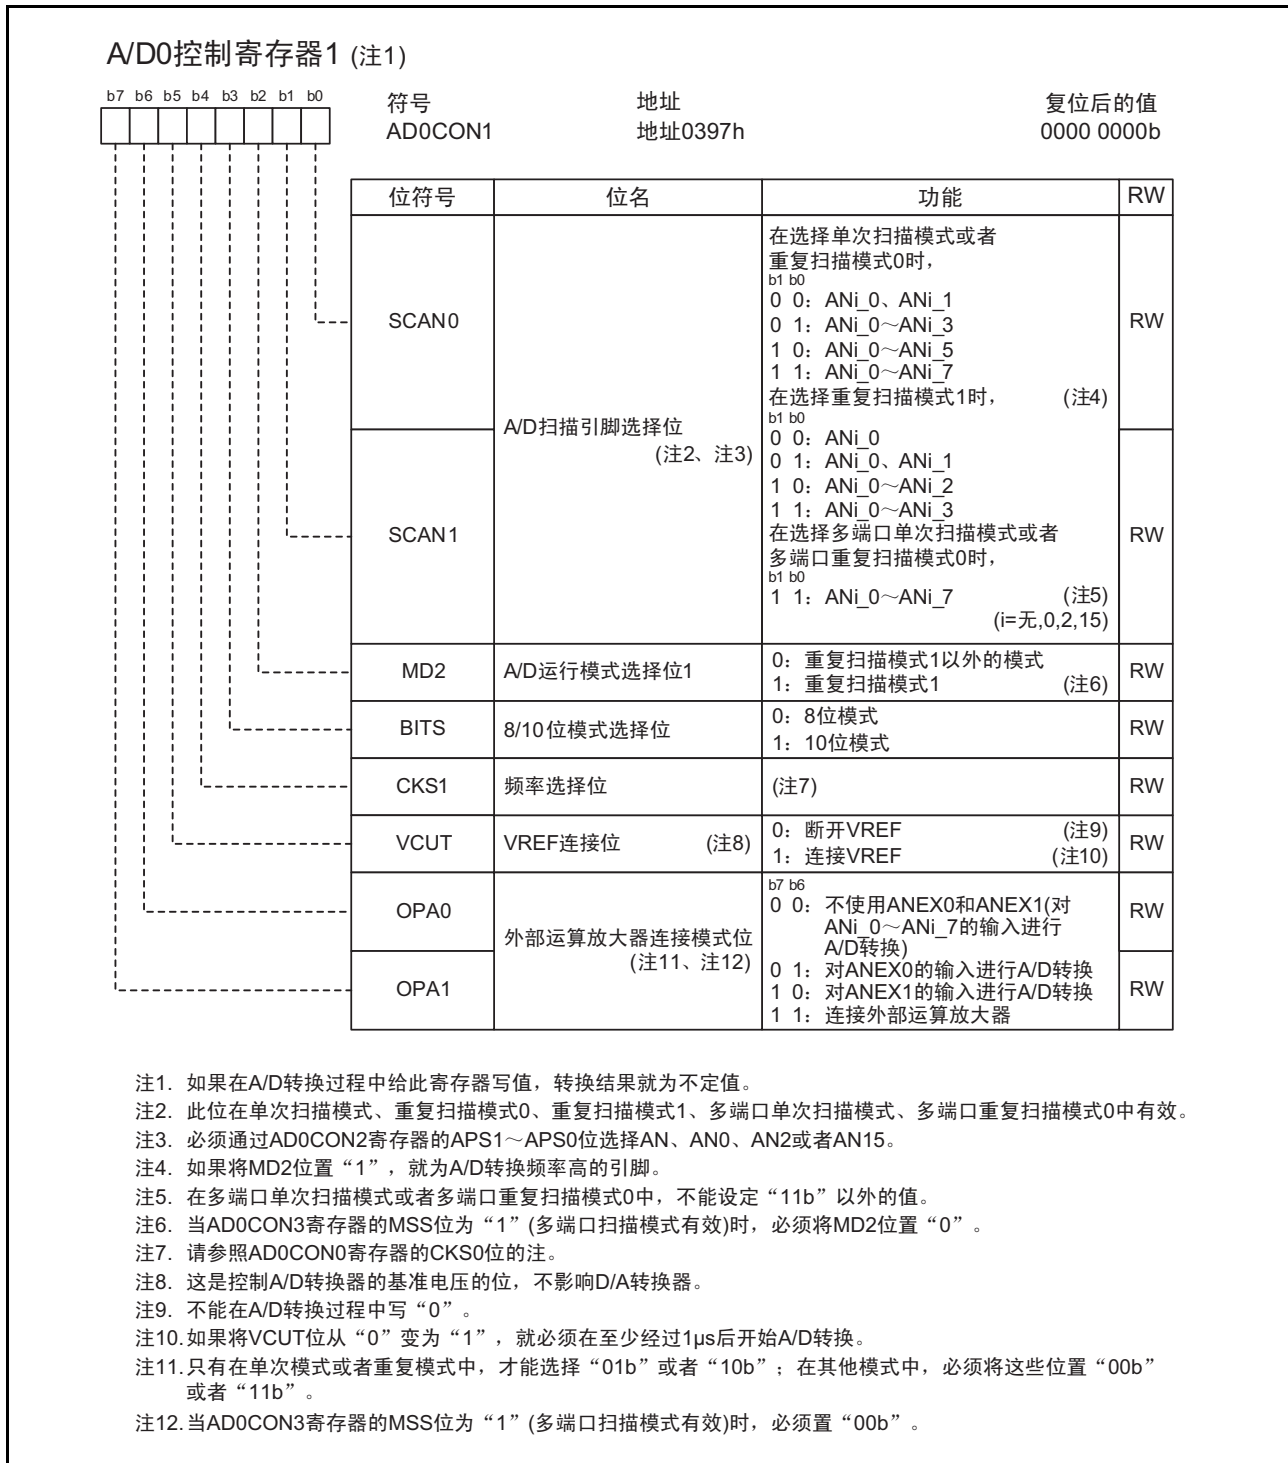 A/D0控制寄存器1 (注1)
b7 b6 b5 b4 b3 b2 b1 b0
符号 地址 复位后的值
AD0CON1 地址0397h 0000 0000b
位符号 位名 功能 RW
SCAN0
RW
在选择单次扫描模式或者
重复扫描模式0时，
b1 b0
0 0：ANi_0、ANi_1
0 1：ANi_0～ANi_3
1 0：ANi_0～ANi_5
1 1：ANi_0～ANi_7
在选择重复扫描模式1时， (注4)
b1 b0
A/D扫描引脚选择位
(注2、注3)
0 0：ANi_0
0 1：ANi_0、ANi_1
1 0：ANi_0～ANi_2
1 1：ANi_0～ANi_3
SCAN1
RW
在选择多端口单次扫描模式或者
多端口重复扫描模式0时，
b1 b0
1 1：ANi_0～ANi_7 (注5)
(i=无,0,2,15)
MD2 A/D运行模式选择位1 RW
0：重复扫描模式1以外的模式
1：重复扫描模式1 (注6)
BITS 8/10位模式选择位 RW
0：8位模式
1：10位模式
CKS1 频率选择位 (注7) RW
VCUT VREF连接位 (注8) RW
0：断开VREF (注9)
1：连接VREF (注10)
OPA0
RW
外部运算放大器连接模式位
(注11、注12)
b7 b6
0 0：不使用ANEX0和ANEX1(对
ANi_0～ANi_7的输入进行
A/D转换)
0 1：对ANEX0的输入进行A/D转换
1 0：对ANEX1的输入进行A/D转换
1 1：连接外部运算放大器
OPA1
RW
注1. 如果在A/D转换过程中给此寄存器写值，转换结果就为不定值。
注2. 此位在单次扫描模式、重复扫描模式0、重复扫描模式1、多端口单次扫描模式、多端口重复扫描模式0中有效。
注3. 必须通过AD0CON2寄存器的APS1～APS0位选择AN、AN0、AN2或者AN15。
注4. 如果将MD2位置“1”，就为A/D转换频率高的引脚。
注5. 在多端口单次扫描模式或者多端口重复扫描模式0中，不能设定“11b”以外的值。
注6. 当AD0CON3寄存器的MSS位为“1”(多端口扫描模式有效)时，必须将MD2位置“0”。
注7. 请参照AD0CON0寄存器的CKS0位的注。
注8. 这是控制A/D转换器的基准电压的位，不影响D/A转换器。
注9. 不能在A/D转换过程中写“0”。
注10.如果将VCUT位从“0”变为“1”，就必须在至少经过1μs后开始A/D转换。
注11.只有在单次模式或者重复模式中，才能选择“01b”或者“10b”；在其他模式中，必须将这些位置“00b”
或者“11b”。
注12.当AD0CON3寄存器的MSS位为“1”(多端口扫描模式有效)时，必须置“00b”。